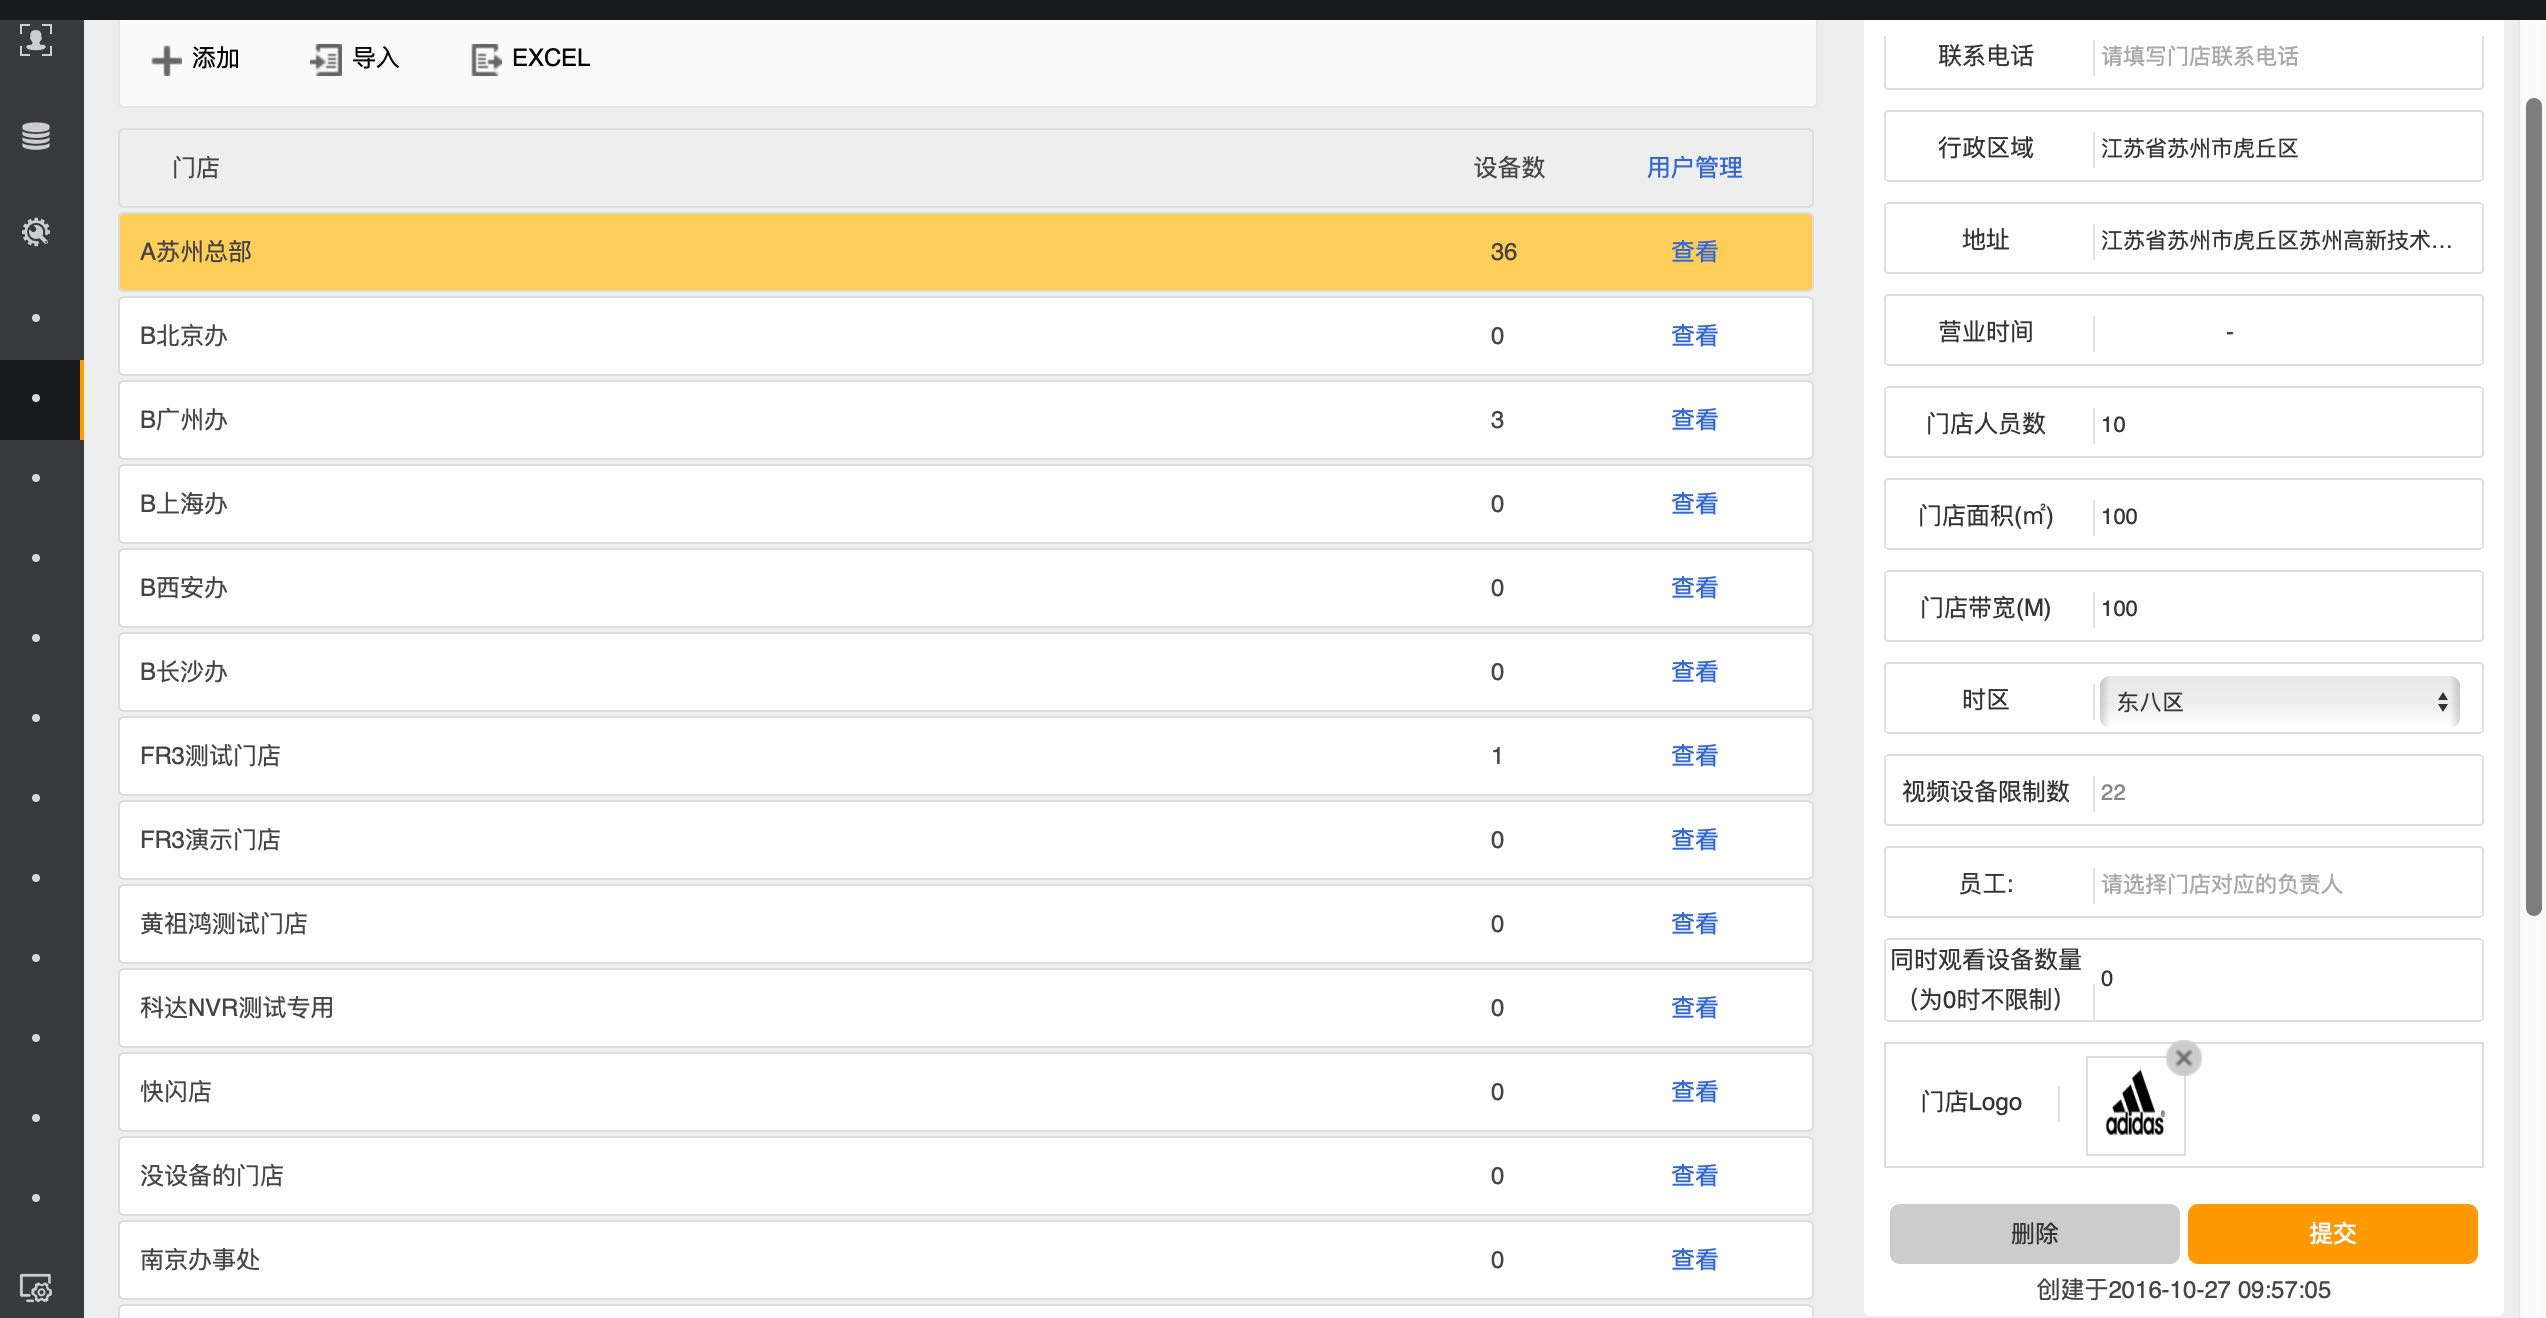 添加
导入
EXCEL
门店 设备数 用户管理
A苏州总部 36 查看
B北京办 0 查看
B广州办 3 查看
B上海办 0 查看
B西安办 0 查看
B长沙办 0 查看
FR3测试门店 1 查看
FR3演示门店 0 查看
黄祖鸿测试门店 0 查看
科达NVR测试专用 0 查看
快闪店 0 查看
没设备的门店 0 查看
南京办事处 0 查看
联系电话 请填写门店联系电话
行政区域 江苏省苏州市虎丘区
地址 江苏省苏州市虎丘区苏州高新技术...
营业时间 -
门店人员数 10
门店面积(㎡) 100
门店带宽(M) 100
时区 东八区
视频设备限制数 22
员工: 请选择门店对应的负责人
同时观看设备数量
（为0时不限制） 0
门店Logo
adidas®
删除 提交
创建于2016-10-27 09:57:05